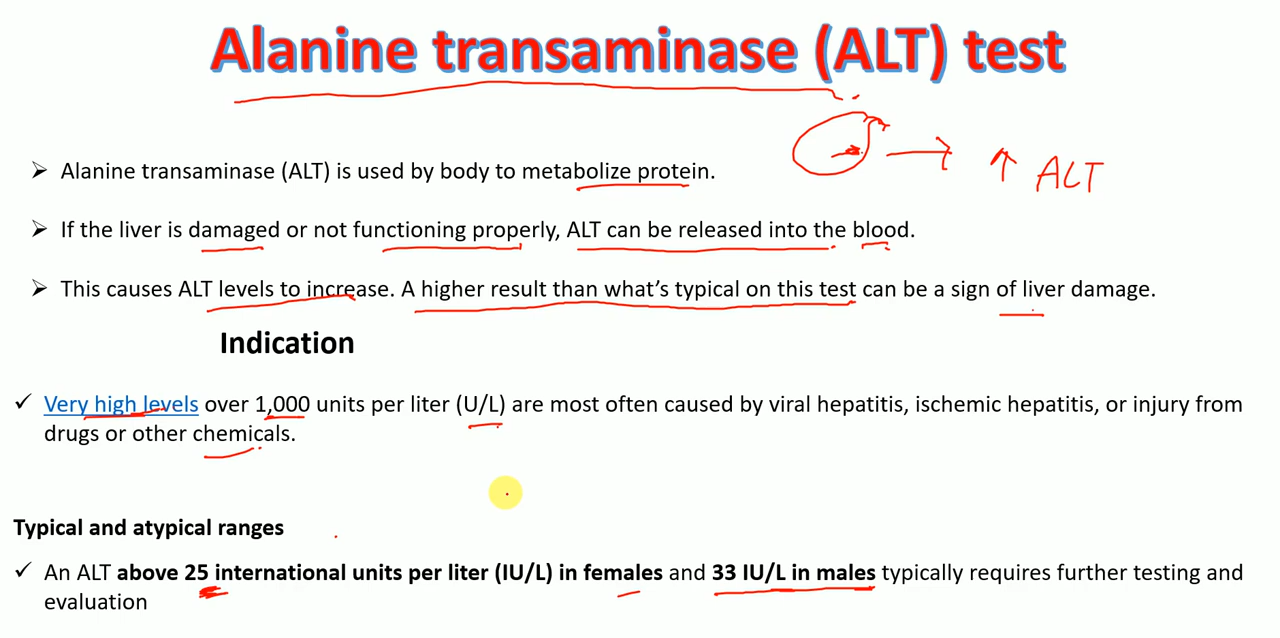 Alanine transaminase (ALT) test
↑ ALT
➢ Alanine transaminase (ALT) is used by body to metabolize protein.
➢ If the liver is damaged or not functioning properly, ALT can be released into the blood.
➢ This causes ALT levels to increase. A higher result than what’s typical on this test can be a sign of liver damage.
Indication
✓ Very high levels over 1,000 units per liter (U/L) are most often caused by viral hepatitis, ischemic hepatitis, or injury from
drugs or other chemicals.
Typical and atypical ranges
✓ An ALT above 25 international units per liter (IU/L) in females and 33 IU/L in males typically requires further testing and
evaluation